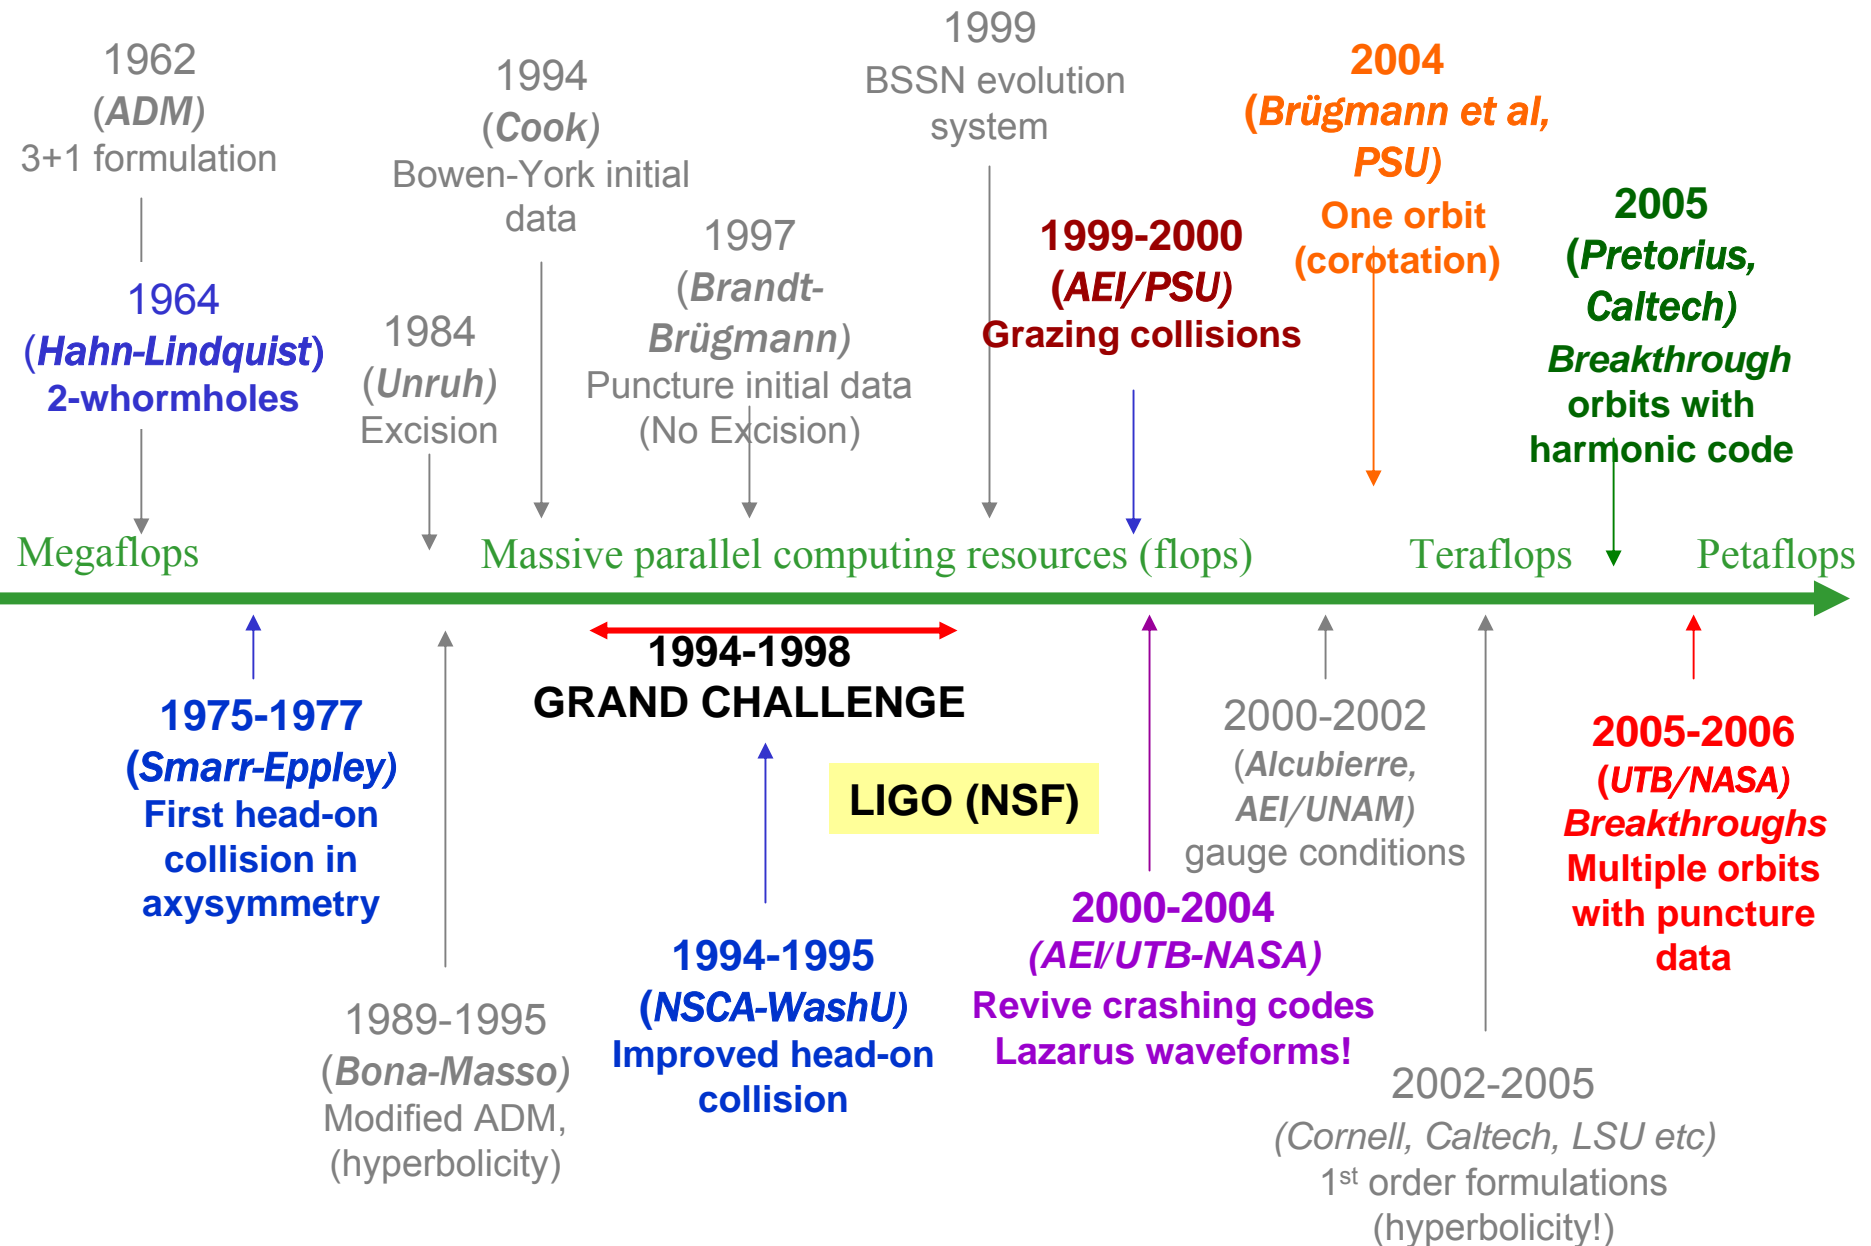 1962
(ADM)
3+1 formulation
1964
(Hahn-Lindquist)
2-whormholes
1984
(Unruh)
Excision
1994
(Cook)
Bowen-York initial
data
1997
(Brandt-
Brügmann)
Puncture initial data
(No Excision)
1999
BSSN evolution
system
1999-2000
(AEI/PSU)
Grazing collisions
2004
(Brügmann et al,
PSU)
One orbit
(corotation)
2005
(Pretorius,
Caltech)
Breakthrough
orbits with
harmonic code
Megaflops
Massive parallel computing resources (flops)
Teraflops
Petaflops
1975-1977
(Smarr-Eppley)
First head-on
collision in
axysymmetry
1989-1995
(Bona-Masso)
Modified ADM,
(hyperbolicity)
1994-1998
GRAND CHALLENGE
1994-1995
(NSCA-WashU)
Improved head-on
collision
LIGO (NSF)
2000-2004
(AEI/UTB-NASA)
Revive crashing codes
Lazarus waveforms!
2000-2002
(Alcubierre,
AEI/UNAM)
gauge conditions
2002-2005
(Cornell, Caltech, LSU etc)
1st order formulations
(hyperbolicity!)
2005-2006
(UTB/NASA)
Breakthroughs
Multiple orbits
with puncture
data